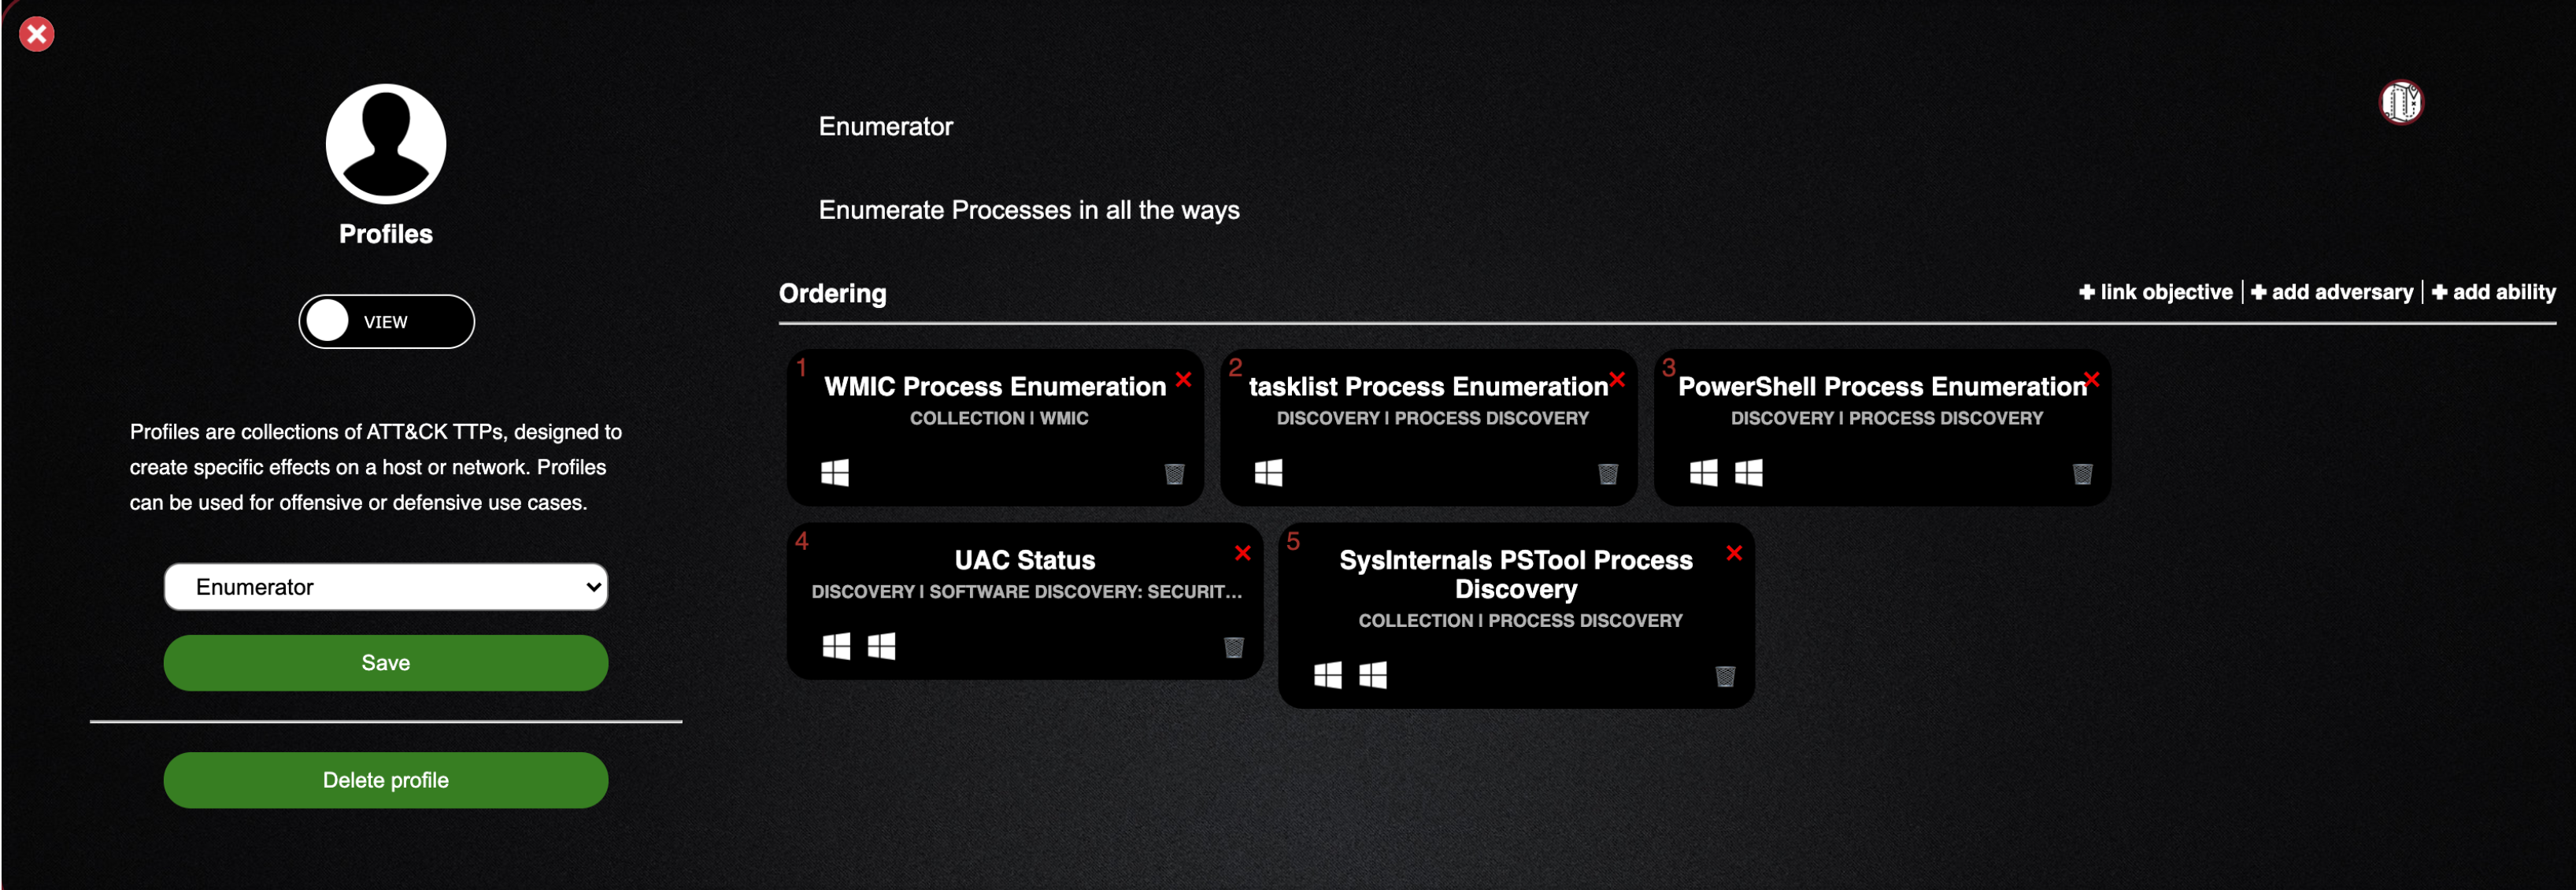 Profiles
VIEW
Profiles are collections of ATT&CK TTPs, designed to
create specific effects on a host or network. Profiles
can be used for offensive or defensive use cases.
Enumerator
Save
Delete profile
Enumerator
Enumerate Processes in all the ways
Ordering
+ link objective | + add adversary | + add ability
1
WMIC Process Enumeration
COLLECTION | WMIC
2
tasklist Process Enumeration
DISCOVERY | PROCESS DISCOVERY
3
PowerShell Process Enumeration
DISCOVERY | PROCESS DISCOVERY
4
UAC Status
DISCOVERY | SOFTWARE DISCOVERY: SECURIT...
5
SysInternals PSTool Process
Discovery
COLLECTION | PROCESS DISCOVERY